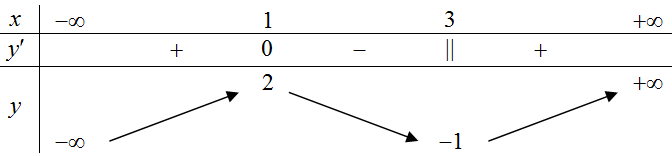 x −∞ 1 3 +∞
y′ + 0 − || +
2 +∞
y
−∞ −1